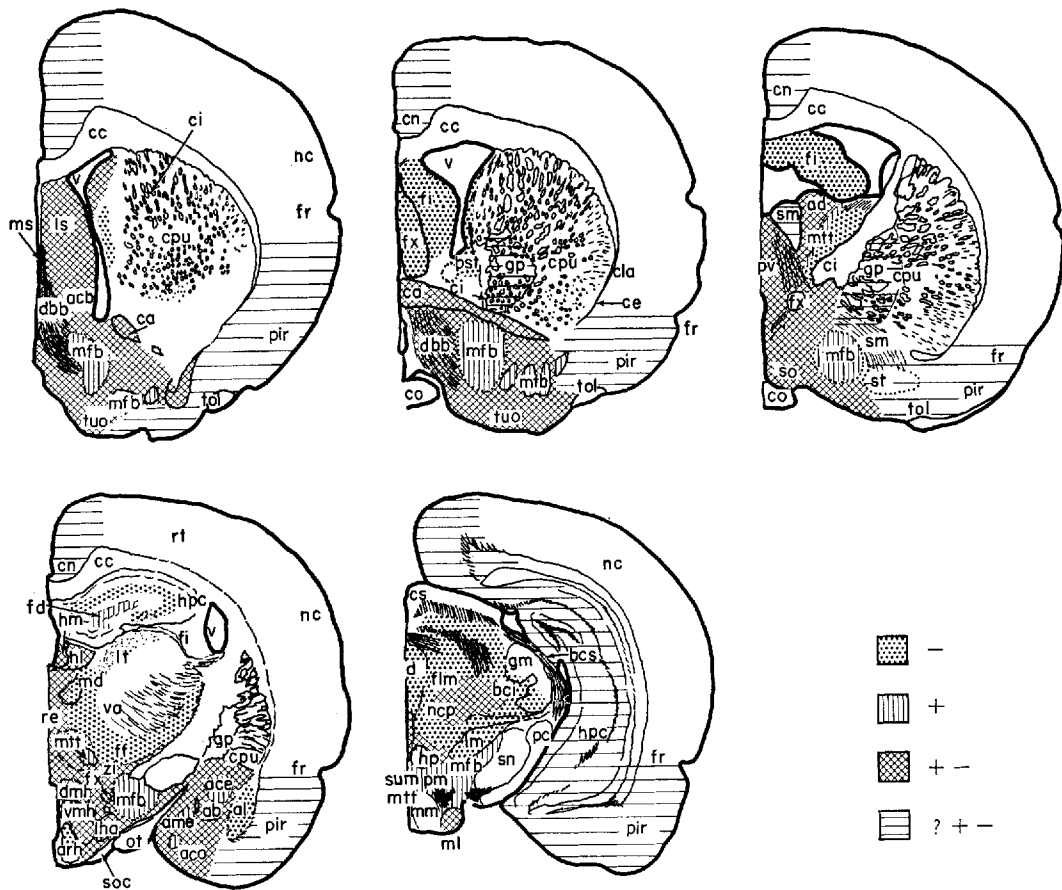 cc
ci
nc
v
ms
ls
cpu
fr
acb
dbb
ca
mfb
pir
mfb
tol
tuo
cn
cc
v
fi
fx
pst
gp
cpu
cla
ci
ca
ce
dbb
mfb
fr
pir
mfb
co
tol
tuo
cn
cc
fi
sm
ad
mtt
pv
ci
gp
cpu
fx
sm
mfb
fr
so
st
pir
co
tol
rt
cn
cc
nc
fd
hpc
hm
fi
v
hl
lt
md
va
re
mtt
ff
rgp
zi
cpu
fr
fx
dmh
mfb
ace
vmh
ab
al
ame
lha
pir
arh
ot
aco
soc
nc
cs
bcs
d
gm
flm
bci
ncp
hpc
pc
lm
hp
sn
fr
mfb
sum
pm
mtt
mm
pir
ml
−
+
+ −
? + −